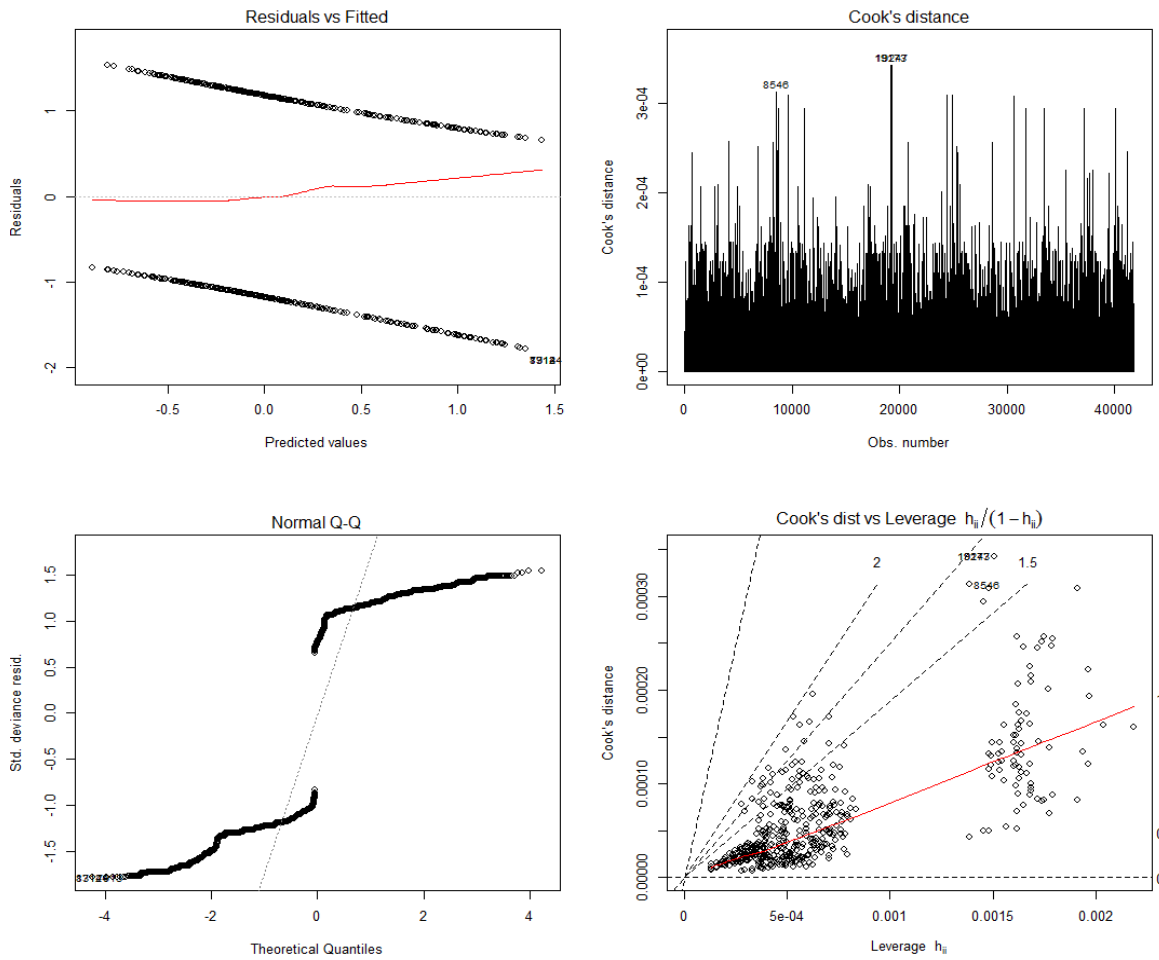 Residuals vs Fitted
Residuals
1
0
-1
-2
-0.5
0.0
0.5
1.0
1.5
Predicted values
Cook's distance
8546
Cook's distance
3e-04
2e-04
1e-04
0e+00
0
10000
20000
30000
40000
Obs. number
Normal Q-Q
Std. deviance resid.
1.5
1.0
0.5
0.0
-0.5
-1.0
-1.5
-4
-2
0
2
4
Theoretical Quantiles
Cook's dist vs Leverage hᵢᵢ/(1 − hᵢᵢ)
2
1.5
8546
Cook's distance
0.00030
0.00020
0.00010
0.00000
0
5e-04
0.001
0.0015
0.002
Leverage hᵢᵢ